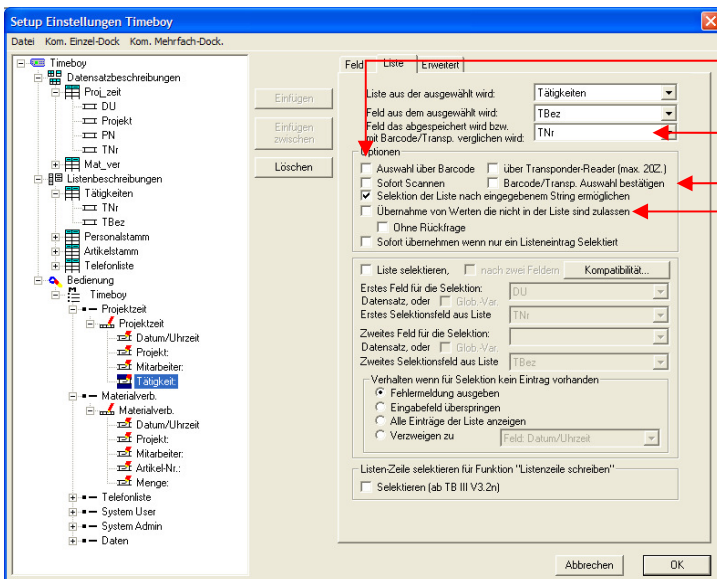 Setup Einstellungen Timeboy
Datei Kom. Einzel-Dock Kom. Mehrfach-Dock.
Timeboy
Datensatzbeschreibungen
Proj_zeit
DU
Projekt
PN
TNr
Mat_ver
Listenbeschreibungen
Tätigkeiten
TNr
TBez
Personalstamm
Artikelstamm
Telefonliste
Bedienung
Timeboy
Projektzeit
Projektzeit
Datum/Uhrzeit
Projekt:
Mitarbeiter:
Tätigkeit:
Materialverb.
Materialverb.
Datum/Uhrzeit
Projekt:
Mitarbeiter:
Artikel-Nr.:
Menge:
Telefonliste
System User
System Admin
Daten
Einfügen
Einfügen
zwischen
Löschen
Feld Liste Erweitert
Liste aus der ausgewählt wird: Tätigkeiten
Feld aus dem ausgewählt wird: TBez
Feld das abgespeichert wird bzw.
mit Barcode/Transp. verglichen wird: TNr
Optionen
Auswahl über Barcode über Transponder-Reader (max. 20Z.)
Sofort Scannen Barcode/Transp. Auswahl bestätigen
Selektion der Liste nach eingegebenem String ermöglichen
Übernahme von Werten die nicht in der Liste sind zulassen
Ohne Rückfrage
Sofort übernehmen wenn nur ein Listeneintrag Selektiert
Liste selektieren, nach zwei Feldern Kompatibilität...
Erstes Feld für die Selektion:
Datensatz, oder Glob.-Var. DU
Erstes Selektionsfeld aus Liste TNr
Zweites Feld für die Selektion:
Datensatz, oder Glob.-Var.
Zweites Selektionsfeld aus Liste TBez
Verhalten wenn für Selektion kein Eintrag vorhanden
Fehlermeldung ausgeben
Eingabefeld überspringen
Alle Einträge der Liste anzeigen
Verzweigen zu Feld: Datum/Uhrzeit
Listen-Zeile selektieren für Funktion "Listenzeile schreiben"
Selektieren (ab TB III V3.2n)
Abbrechen OK